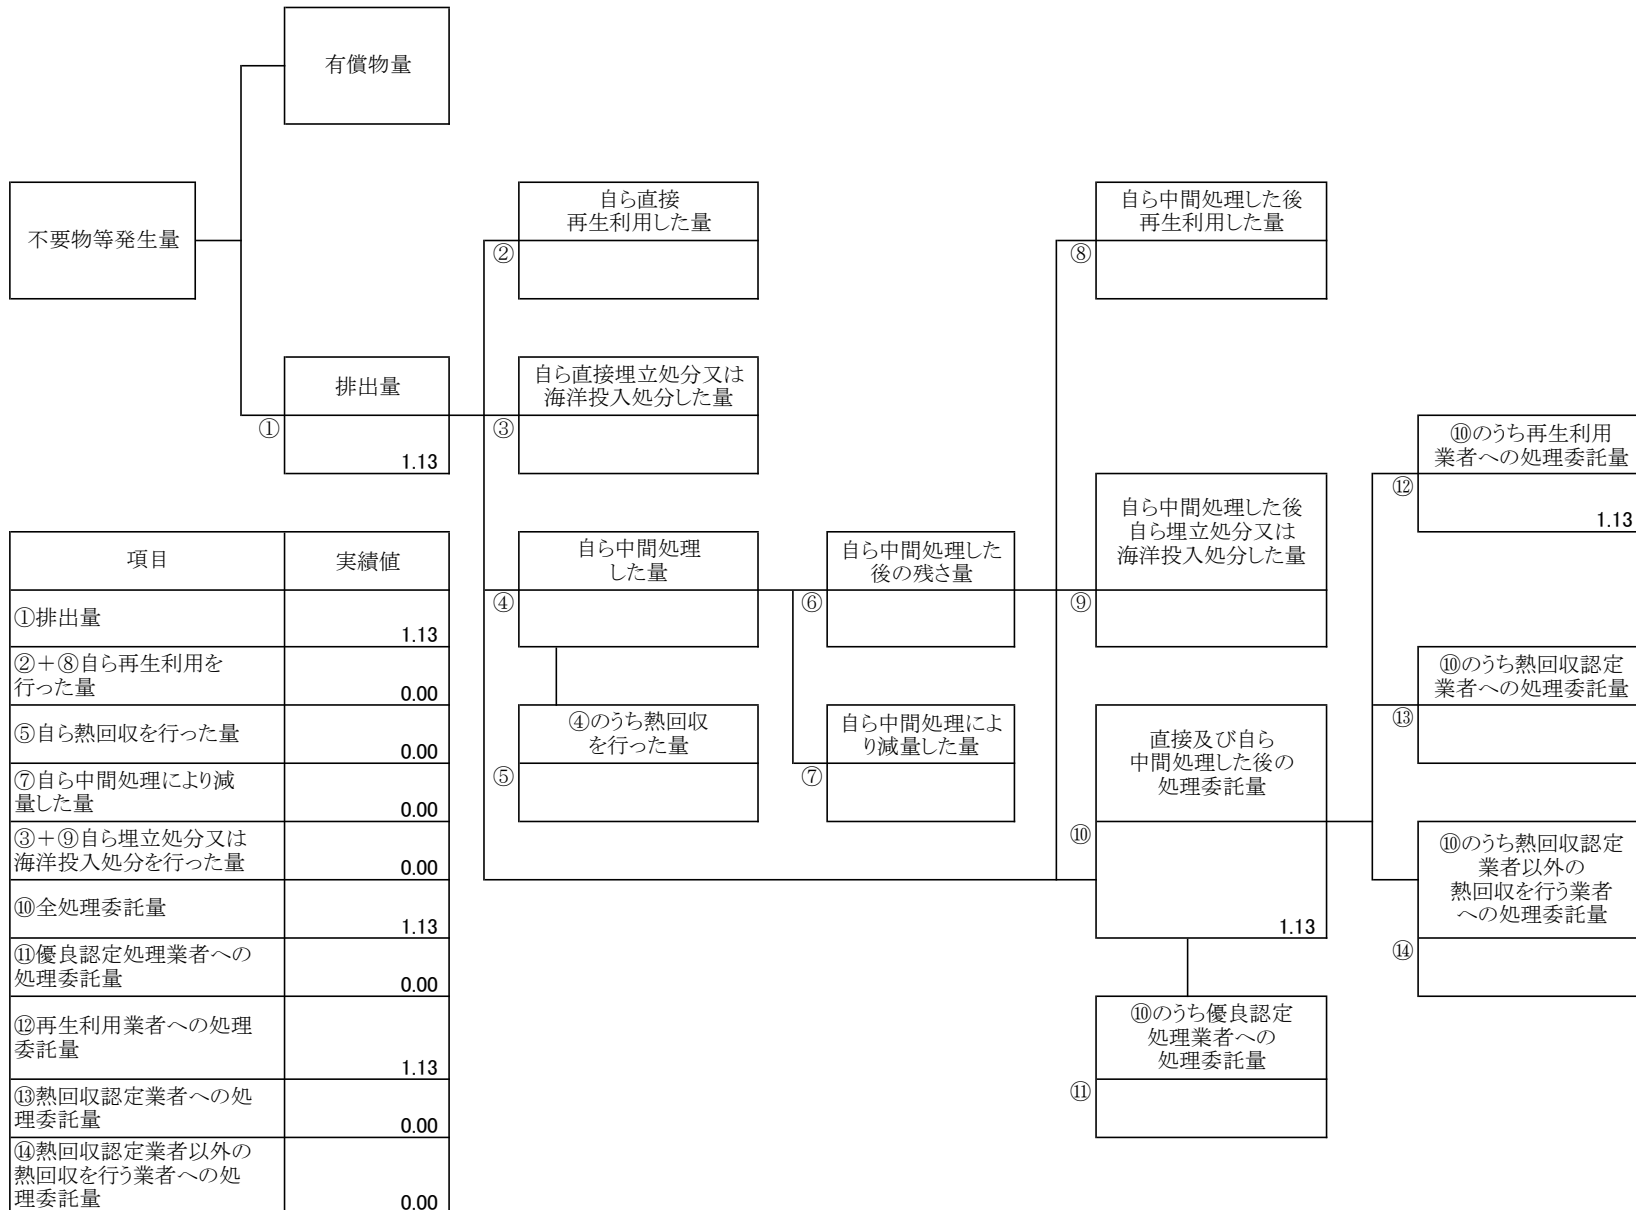 有償物量
不要物等発生量
自ら直接
再生利用した量
②
自ら中間処理した後
再生利用した量
⑧
排出量
①
1.13
自ら直接埋立処分又は
海洋投入処分した量
③
⑩のうち再生利用
業者への処理委託量
⑫
1.13
自ら中間処理
した量
④
自ら中間処理した
後の残さ量
⑥
自ら中間処理した後
自ら埋立処分又は
海洋投入処分した量
⑨
⑩のうち熱回収認定
業者への処理委託量
⑬
④のうち熱回収
を行った量
⑤
自ら中間処理によ
り減量した量
⑦
直接及び自ら
中間処理した後の
処理委託量
⑩
1.13
⑩のうち熱回収認定
業者以外の
熱回収を行う業者
への処理委託量
⑭
⑩のうち優良認定
処理業者への
処理委託量
⑪
項目 実績値
①排出量
1.13
②＋⑧自ら再生利用を
行った量
0.00
⑤自ら熱回収を行った量
0.00
⑦自ら中間処理により減
量した量
0.00
③＋⑨自ら埋立処分又は
海洋投入処分を行った量
0.00
⑩全処理委託量
1.13
⑪優良認定処理業者への
処理委託量
0.00
⑫再生利用業者への処理
委託量
1.13
⑬熱回収認定業者への処
理委託量
0.00
⑭熱回収認定業者以外の
熱回収を行う業者への処
理委託量
0.00